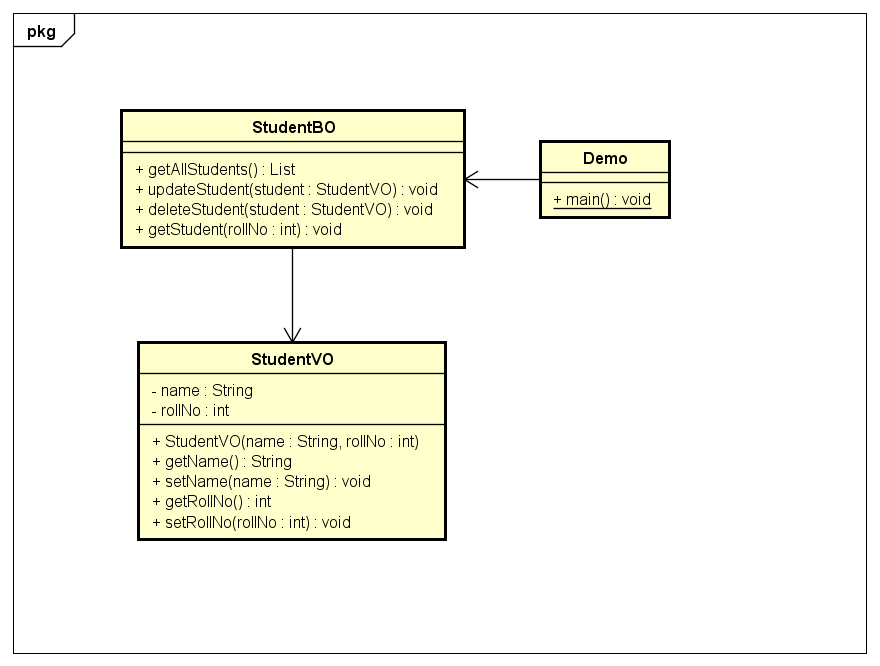 pkg
StudentBO
+ getAllStudents() : List
+ updateStudent(student : StudentVO) : void
+ deleteStudent(student : StudentVO) : void
+ getStudent(rollNo : int) : void
Demo
+ main() : void
StudentVO
- name : String
- rollNo : int
+ StudentVO(name : String, rollNo : int)
+ getName() : String
+ setName(name : String) : void
+ getRollNo() : int
+ setRollNo(rollNo : int) : void